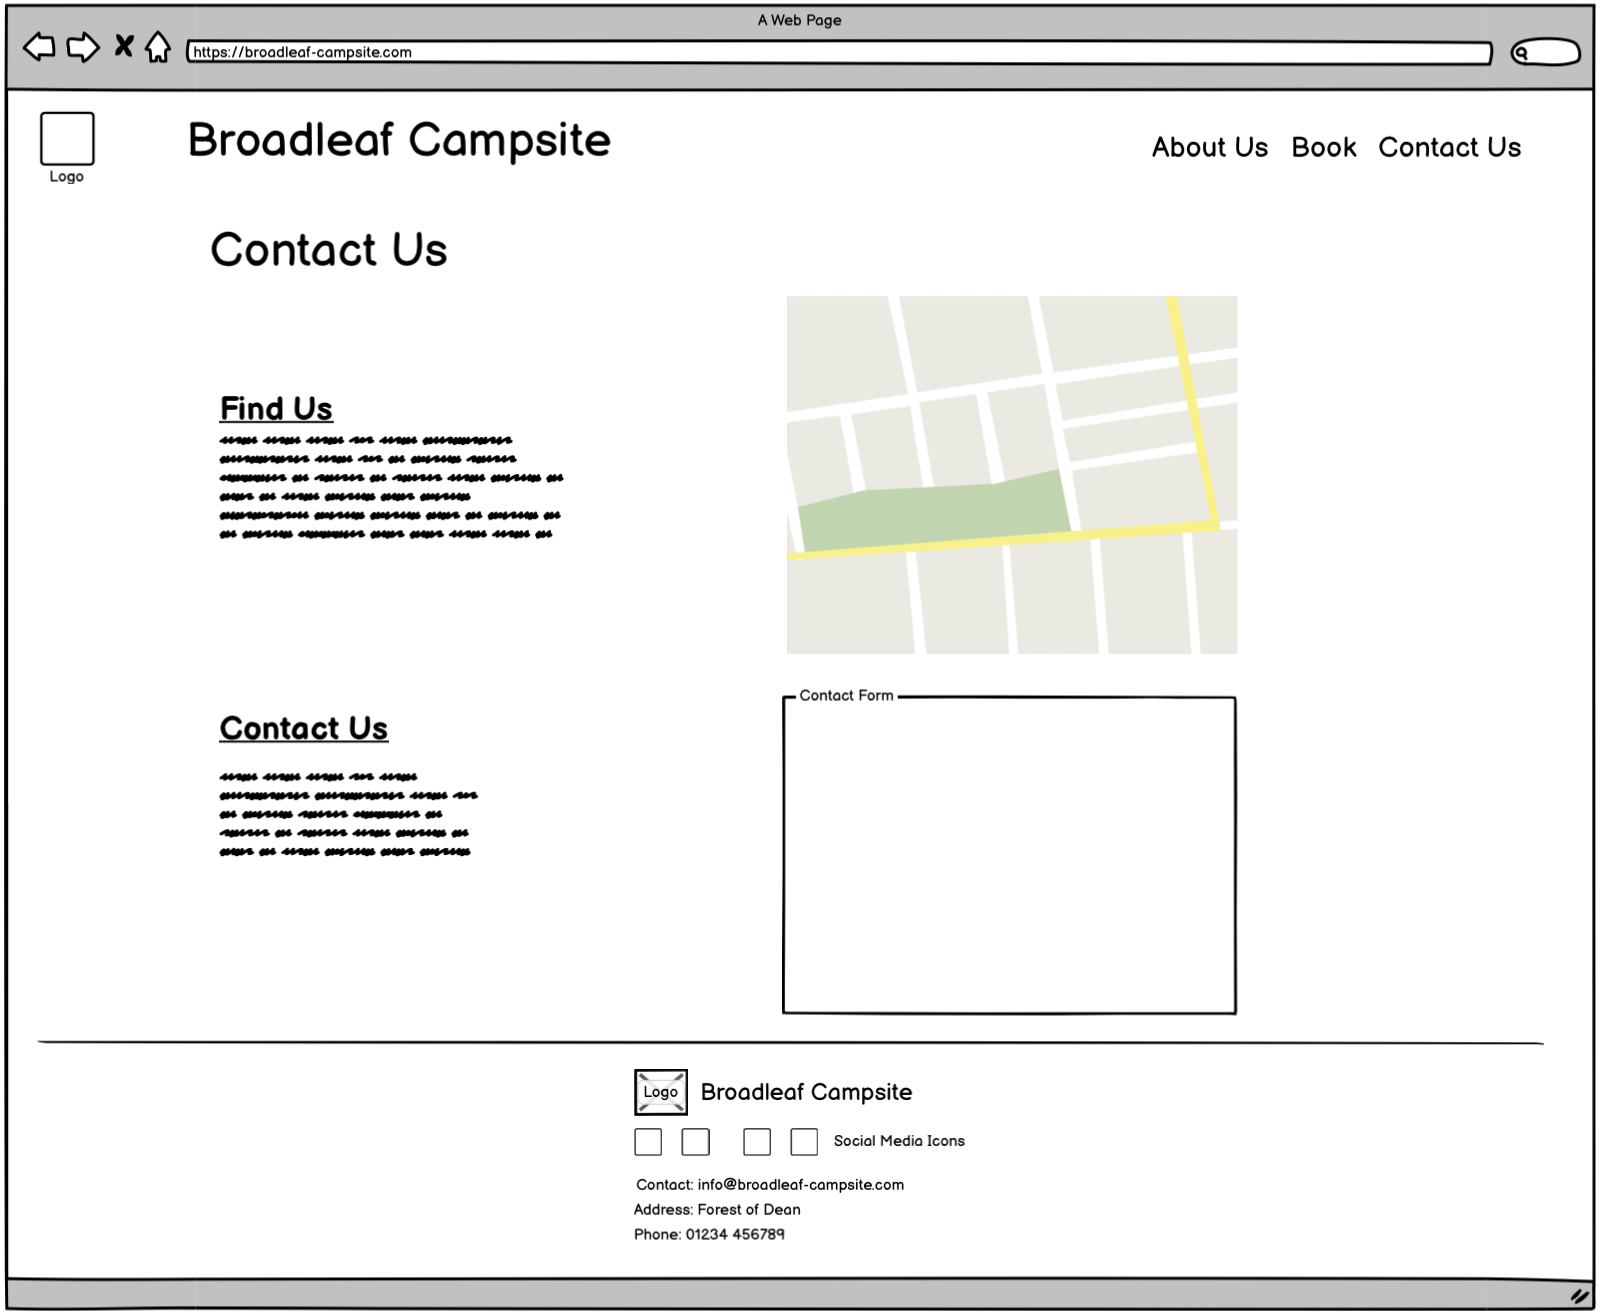 A Web Page
https://broadleaf-campsite.com
Logo
Broadleaf Campsite
About Us Book Contact Us
Contact Us
Find Us
Contact Us
Contact Form
Logo
Broadleaf Campsite
Social Media Icons
Contact: info@broadleaf-campsite.com
Address: Forest of Dean
Phone: 01234 456789